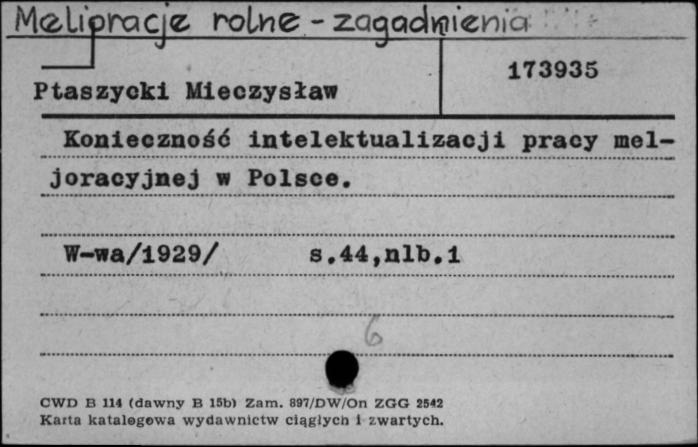 Melipracje rolne - zagadnienia
173935
Ptaszycki Mieczysław
Konieczność intelektualizacji pracy mel-
joracyjnej w Polsce.
W-wa/1929/ s.44,nlb.1
6
CWD B 114 (dawny B 15b) Zam. 897/DW/On ZGG 2542
Karta katalogowa wydawnictw ciągłych i zwartych.